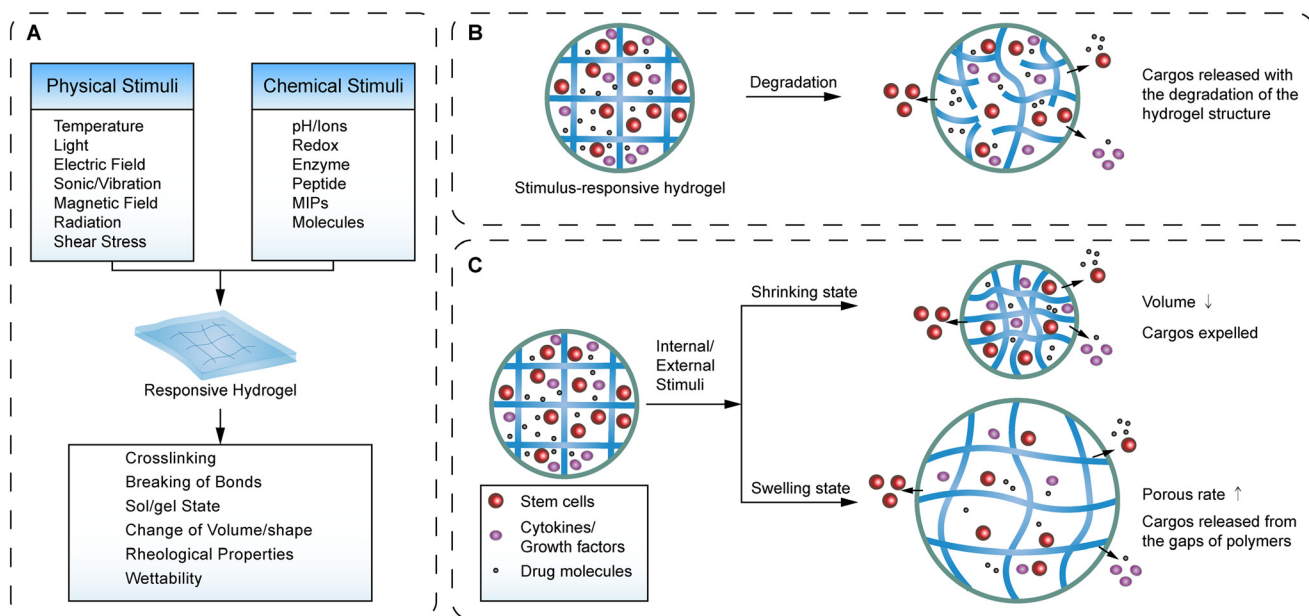 A
Physical Stimuli
Temperature
Light
Electric Field
Sonic/Vibration
Magnetic Field
Radiation
Shear Stress
Chemical Stimuli
pH/Ions
Redox
Enzyme
Peptide
MIPs
Molecules
Responsive Hydrogel
Crosslinking
Breaking of Bonds
Sol/gel State
Change of Volume/shape
Rheological Properties
Wettability
B
Stimulus-responsive hydrogel
Degradation
Cargos released with
the degradation of the
hydrogel structure
C
Internal/
External
Stimuli
Shrinking state
Volume ↓
Cargos expelled
Swelling state
Porous rate ↑
Cargos released from
the gaps of polymers
Stem cells
Cytokines/
Growth factors
Drug molecules